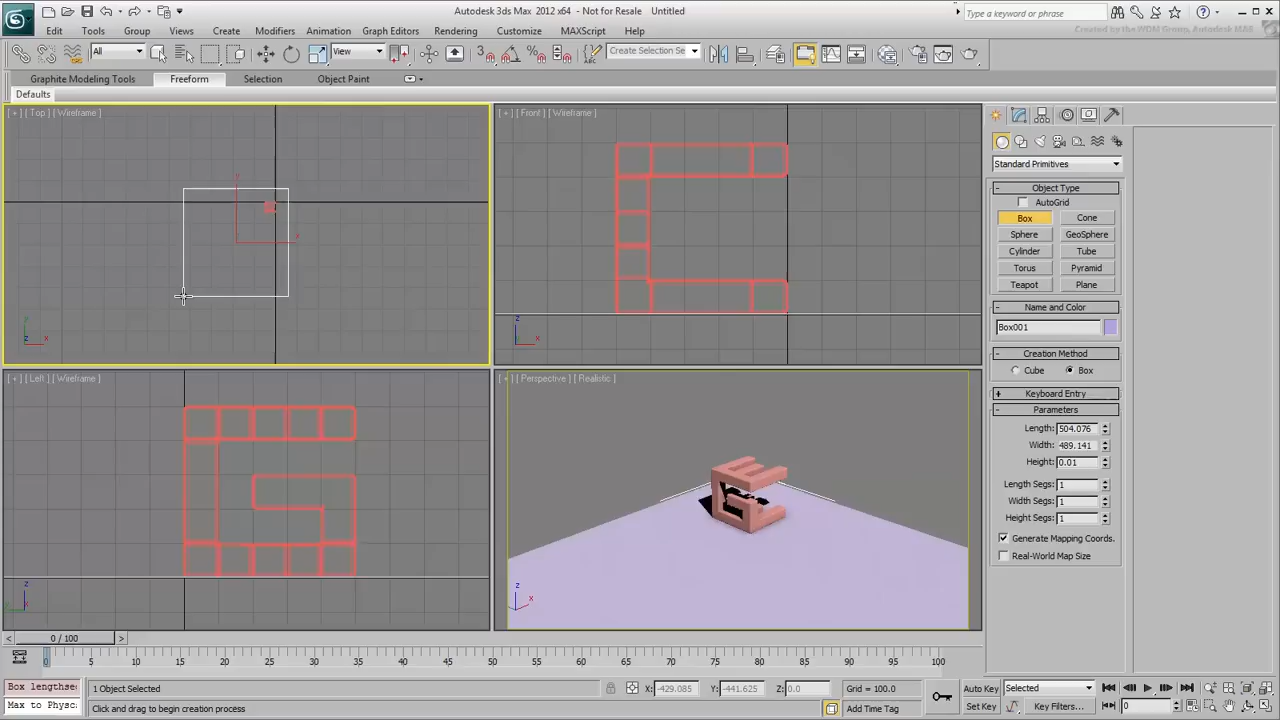 Autodesk 3ds Max 2012 x64 - Not for Resale Untitled
Type a keyword or phrase
Created by the WDM Group, Autodesk MAE
Edit Tools Group Views Create Modifiers Animation Graph Editors Rendering Customize MAXScript Help
All View Create Selection Se
Graphite Modeling Tools Freeform Selection Object Paint
Defaults
[ + ] [ Top ] [ Wireframe ]
[ + ] [ Front ] [ Wireframe ]
Standard Primitives
Object Type
AutoGrid
Box Cone
Sphere GeoSphere
Cylinder Tube
Torus Pyramid
Teapot Plane
Name and Color
Box001
Creation Method
Cube Box
[ + ] [ Left ] [ Wireframe ]
[ + ] [ Perspective ] [ Realistic ]
Keyboard Entry
Parameters
Length: 504.076
Width: 489.141
Height: 0.01
Length Segs: 1
Width Segs: 1
Height Segs: 1
Generate Mapping Coords.
Real-World Map Size
0 / 100
0 5 10 15 20 25 30 35 40 45 50 55 60 65 70 75 80 85 90 95 100
Box lengthse
1 Object Selected
X: -429.085 Y: -441.625 Z: 0.0
Grid = 100.0
Auto Key Selected
Max to Physc
Click and drag to begin creation process
Add Time Tag
Set Key Key Filters... 0